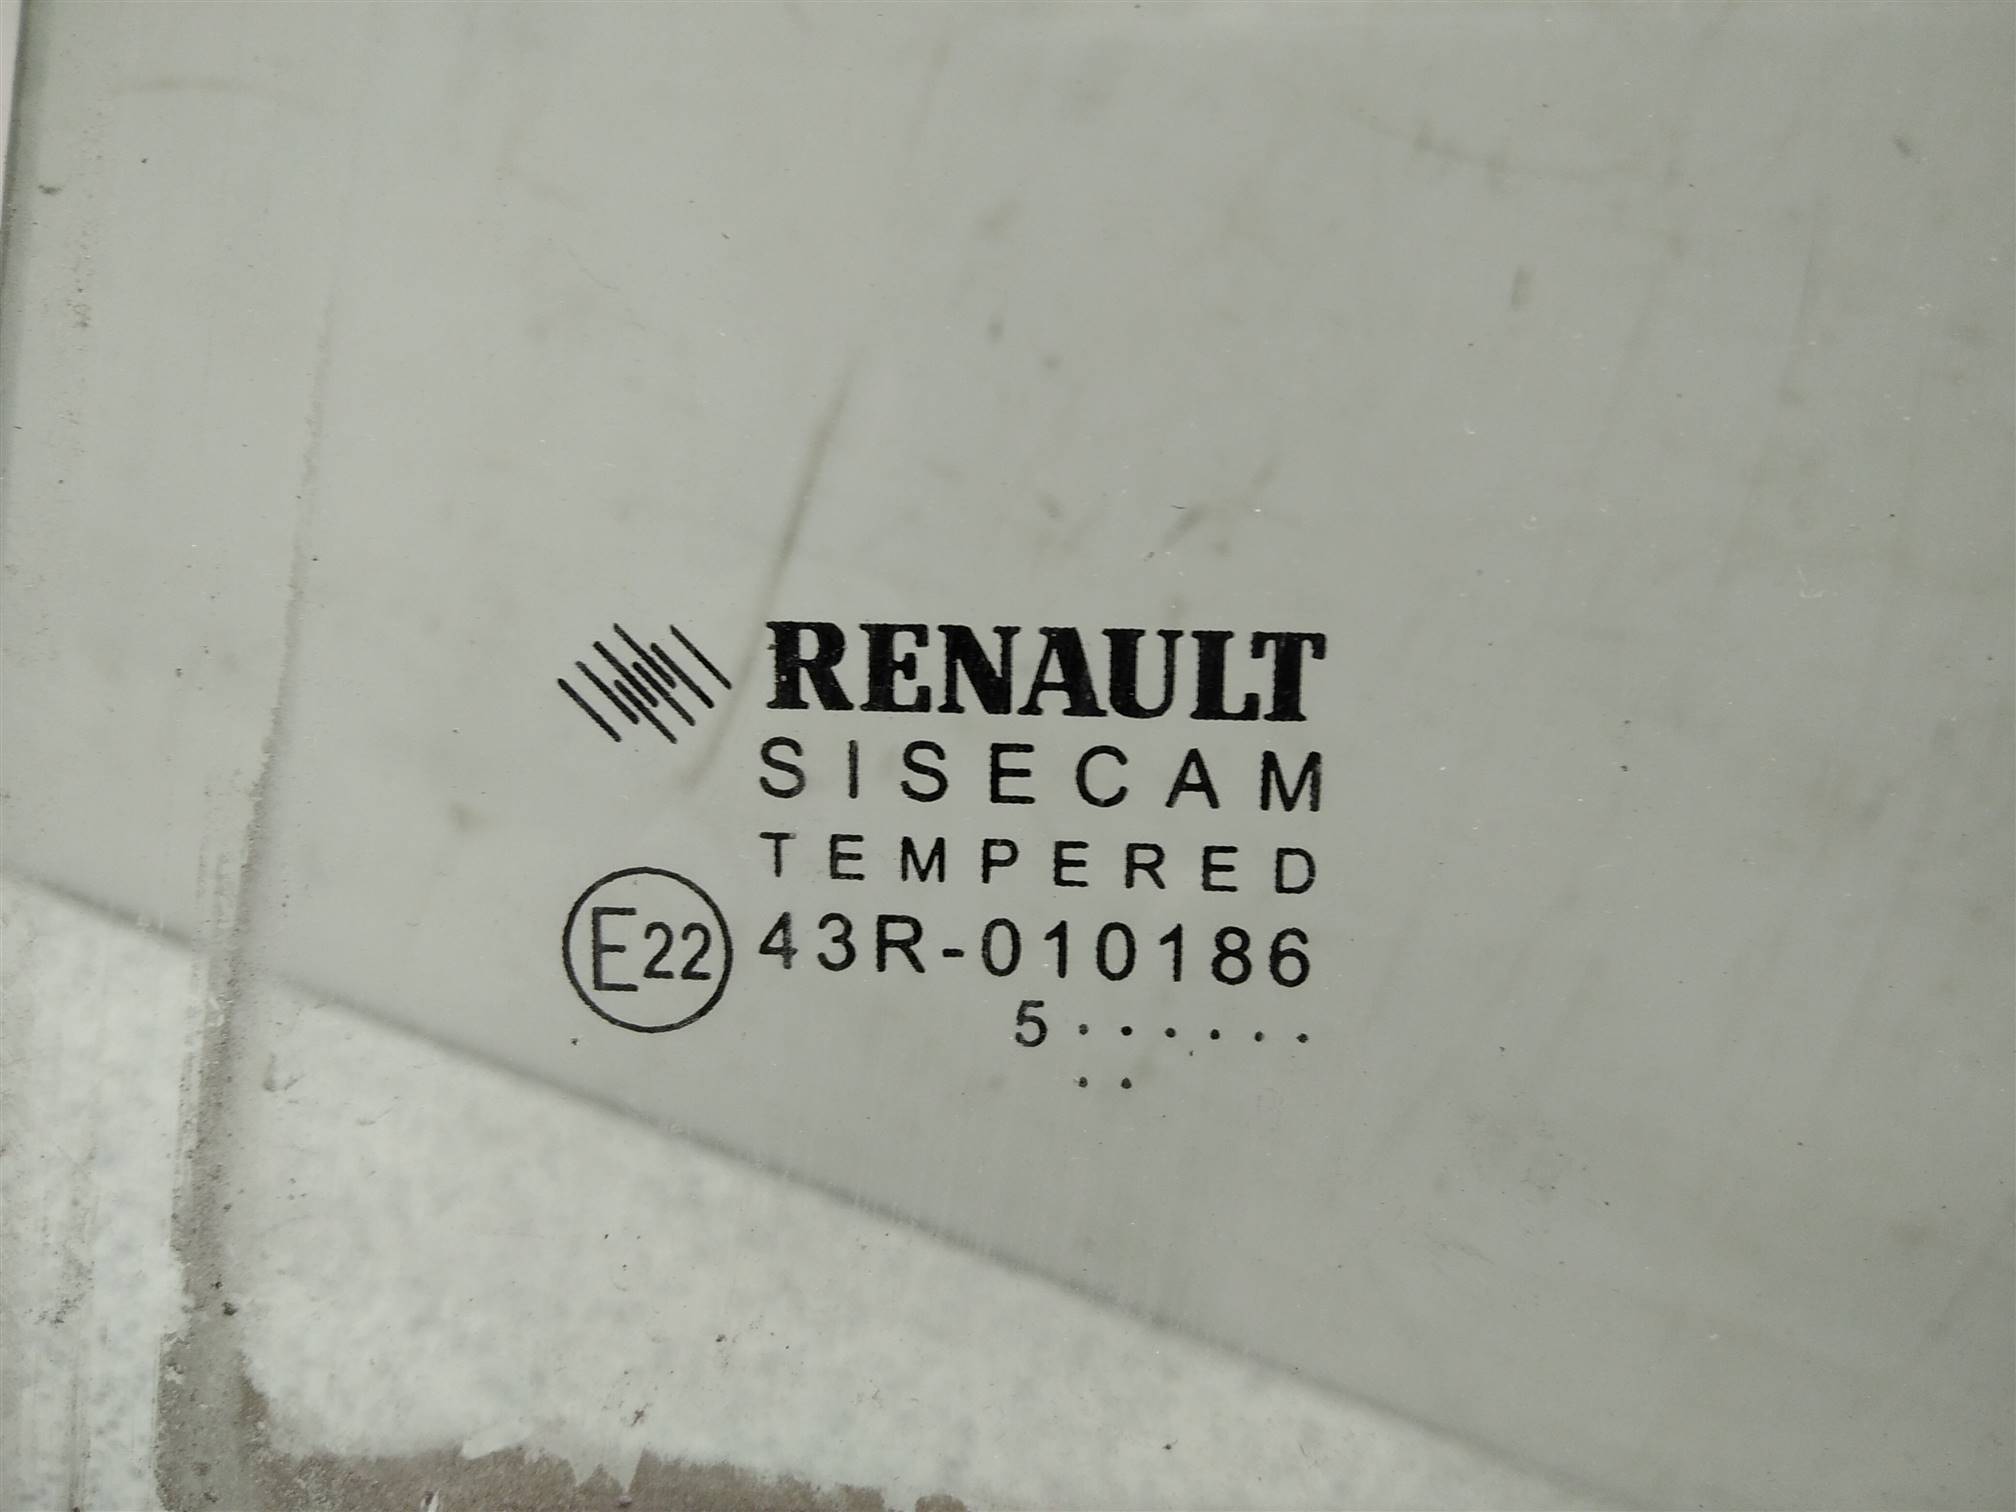 RENAULT
SISECAM
TEMPERED
E22 43R-010186
5······
··